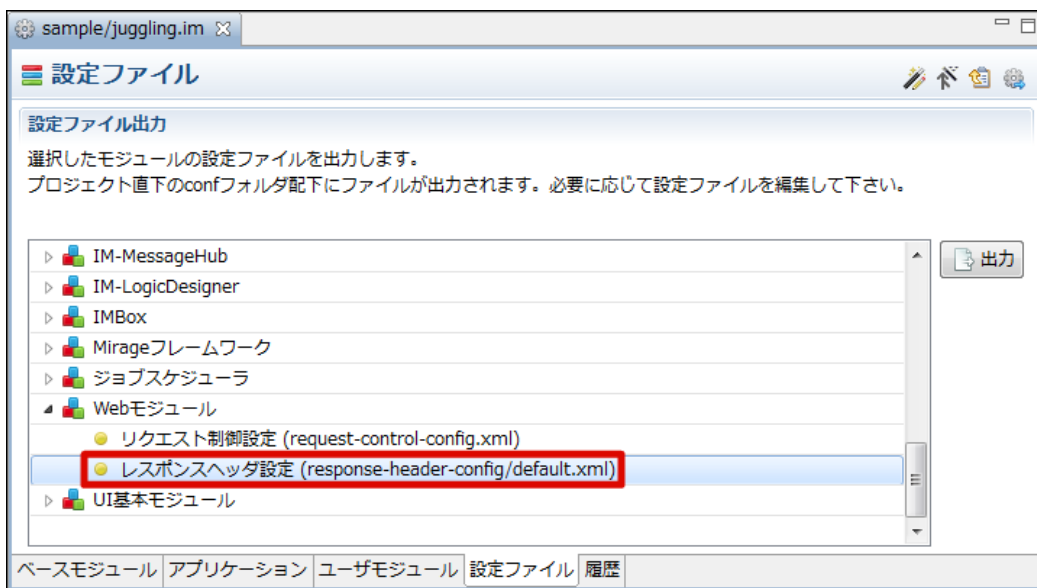 sample/juggling.im
設定ファイル
設定ファイル出力
選択したモジュールの設定ファイルを出力します。
プロジェクト直下のconfフォルダ配下にファイルが出力されます。必要に応じて設定ファイルを編集して下さい。
IM-MessageHub
出力
IM-LogicDesigner
IMBox
Mirageフレームワーク
ジョブスケジューラ
Webモジュール
リクエスト制御設定 (request-control-config.xml)
レスポンスヘッダ設定 (response-header-config/default.xml)
UI基本モジュール
ベースモジュール アプリケーション ユーザモジュール 設定ファイル 履歴